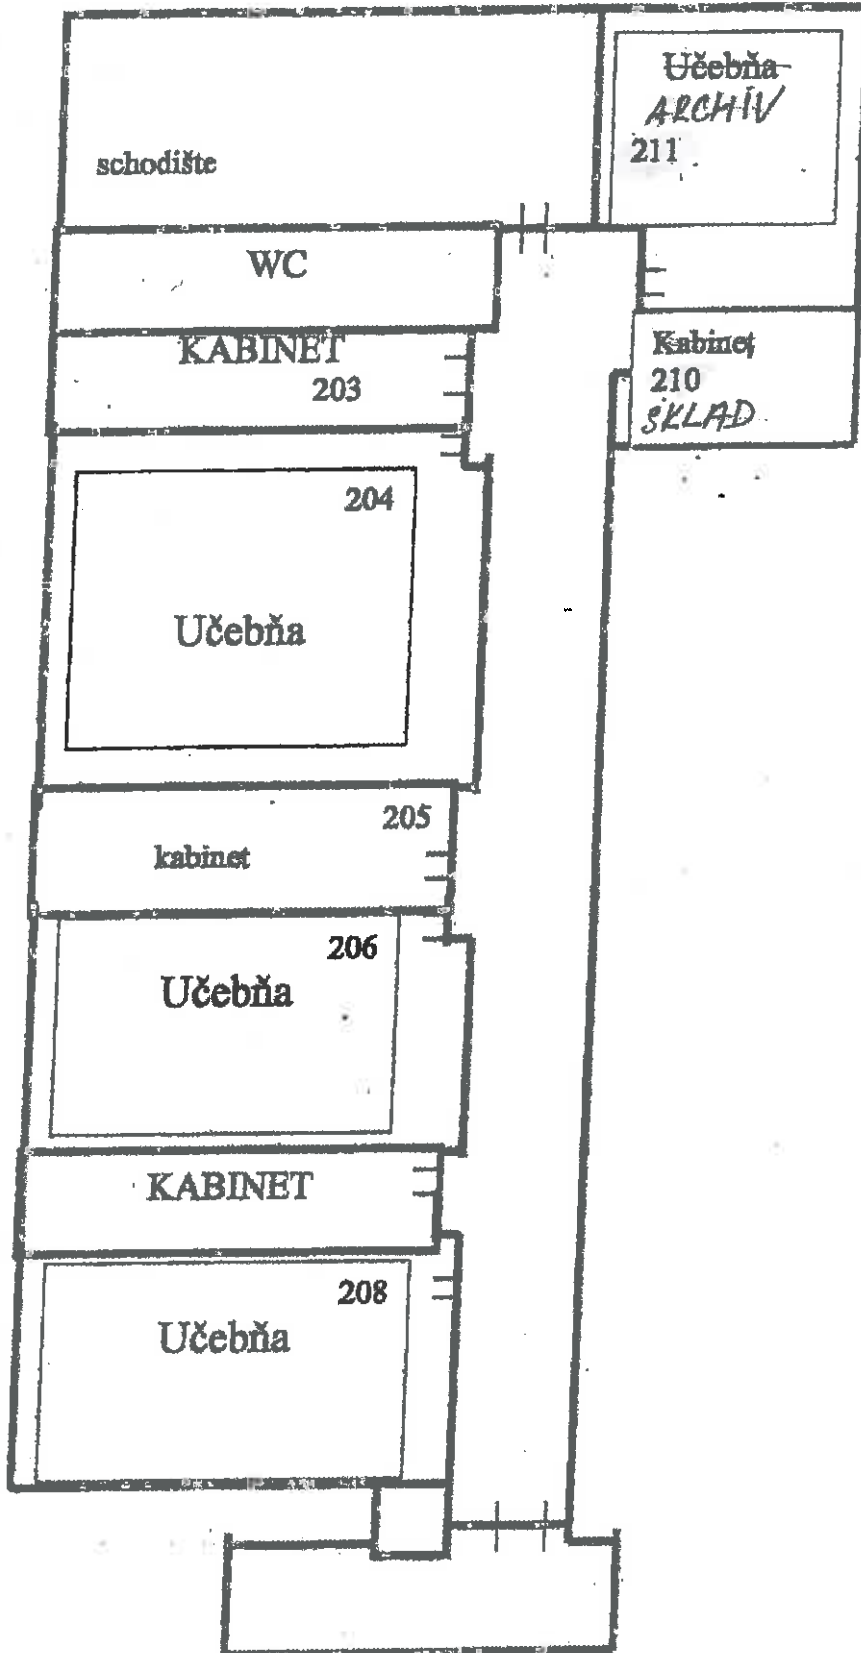 Učebňa
ARCHÍV
211
schodište
WC
KABINET
203
Kabinet
210
SKLAD
204
Učebňa
205
kabinet
206
Učebňa
KABINET
208
Učebňa